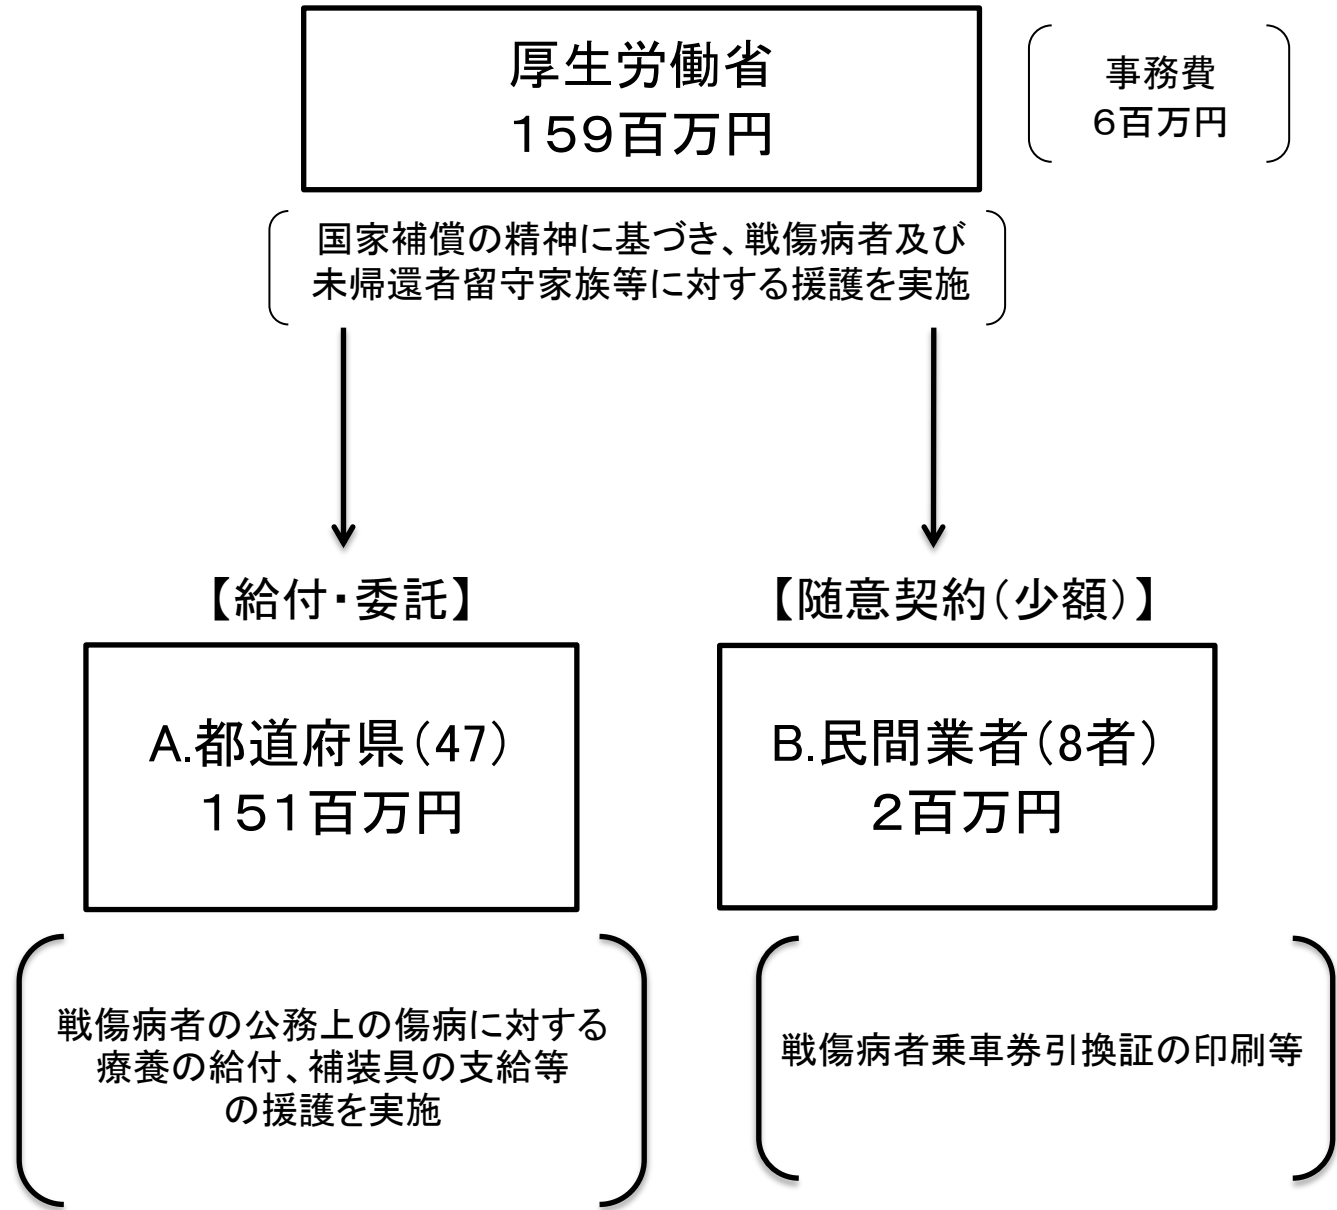 厚生労働省
159百万円
事務費
6百万円
国家補償の精神に基づき、戦傷病者及び
未帰還者留守家族等に対する援護を実施
【給付・委託】
【随意契約(少額)】
A.都道府県(47)
151百万円
B.民間業者(8者)
2百万円
戦傷病者の公務上の傷病に対する
療養の給付、補装具の支給等
の援護を実施
戦傷病者乗車券引換証の印刷等